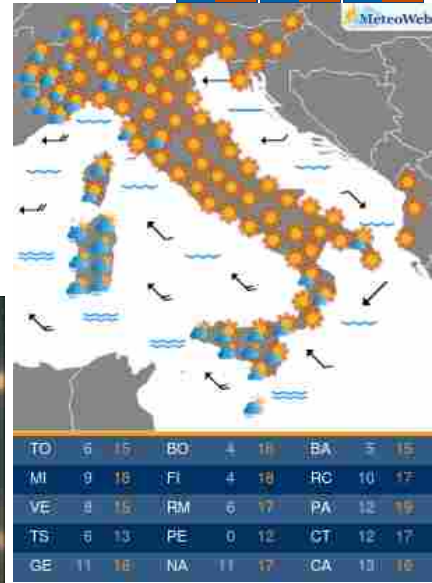 MeteoWeb
TO 6 15 BO 4 16 BA 5 15
MI 9 18 FI 4 18 RC 10 17
VE 8 15 RM 6 17 PA 12 19
TS 6 13 PE 0 12 CT 12 17
GE 11 16 NA 11 17 CA 13 19